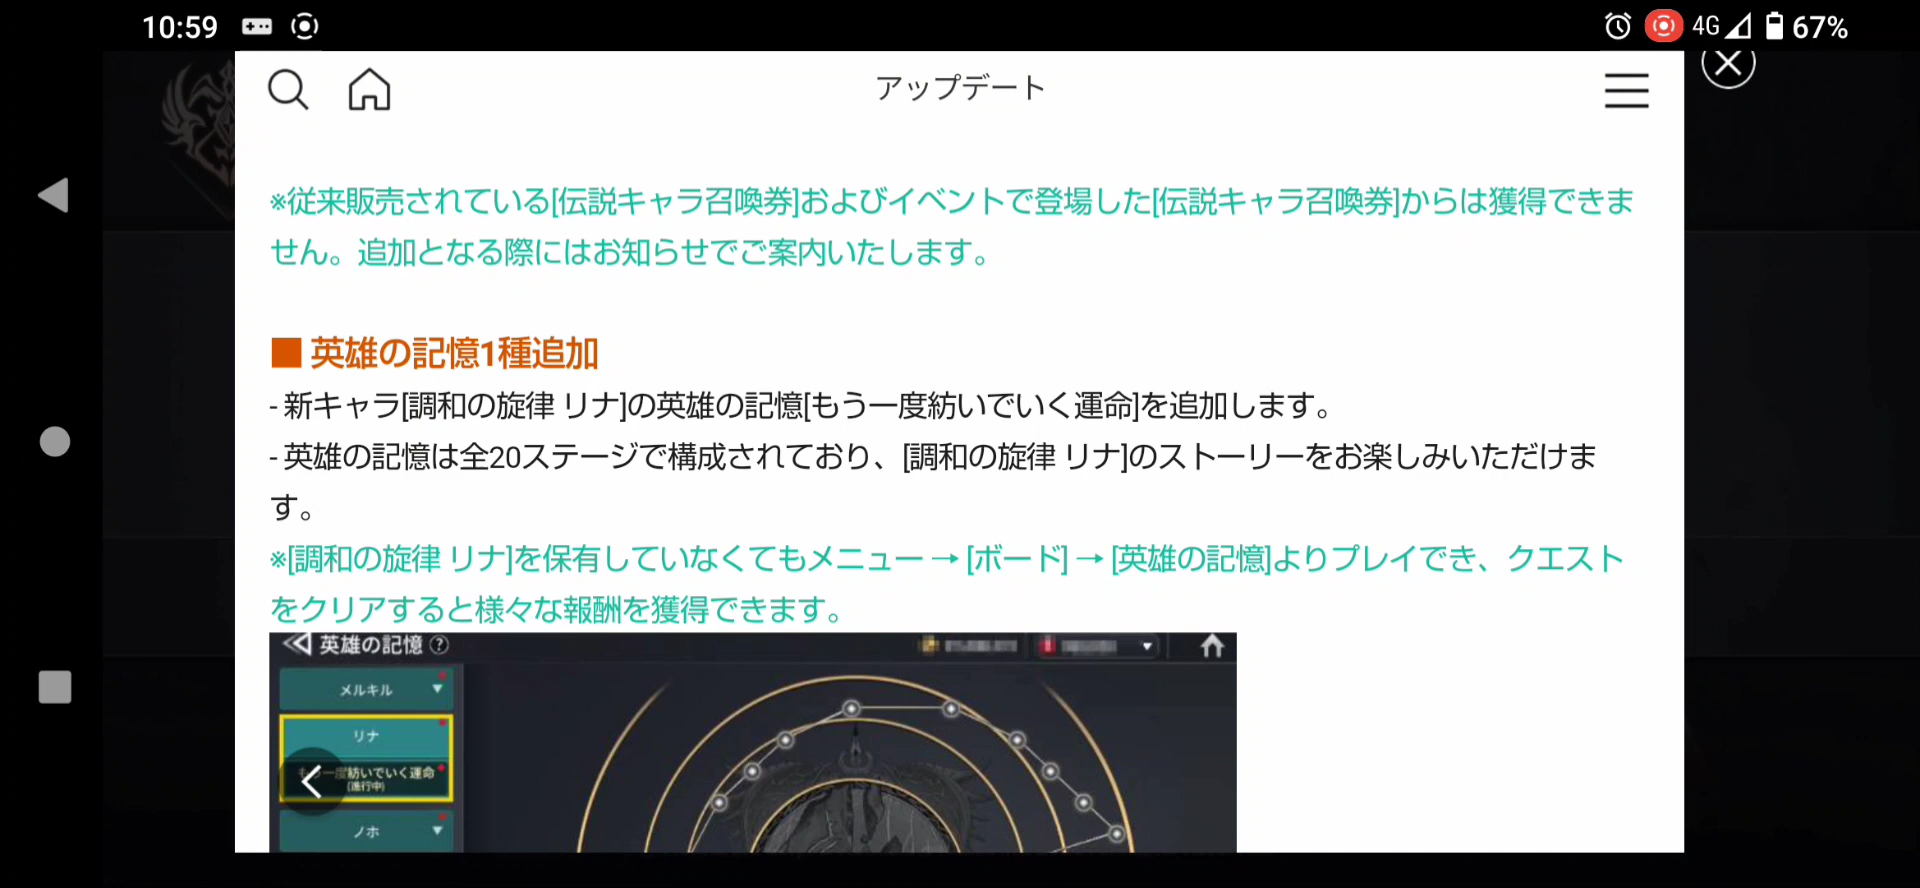 10:59
4G 67%
アップデート
※従来販売されている[伝説キャラ召喚券]およびイベントで登場した[伝説キャラ召喚券]からは獲得できま
せん。追加となる際にはお知らせでご案内いたします。
■ 英雄の記憶1種追加
- 新キャラ[調和の旋律 リナ]の英雄の記憶[もう一度紡いでいく運命]を追加します。
- 英雄の記憶は全20ステージで構成されており、[調和の旋律 リナ]のストーリーをお楽しみいただけま
す。
※[調和の旋律 リナ]を保有していなくてもメニュー → [ボード] → [英雄の記憶]よりプレイでき、クエスト
をクリアすると様々な報酬を獲得できます。
英雄の記憶 ?
メルキル
リナ
もう一度紡いでいく運命
(進行中)
ノホ